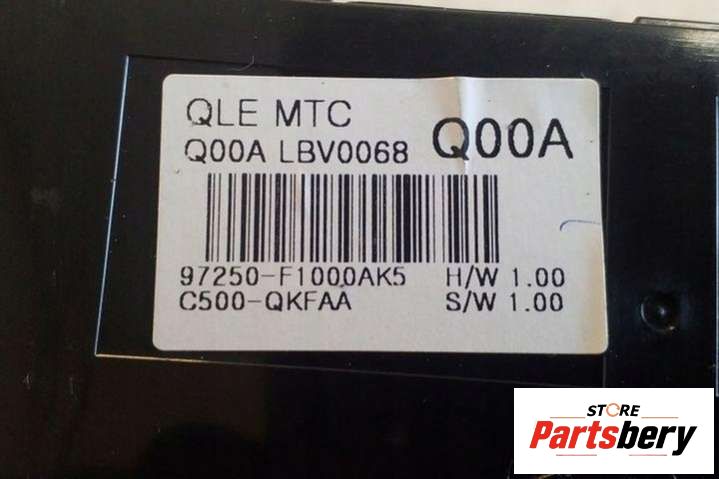 QLE MTC
Q00A LBV0068 Q00A
97250-F1000AK5 H/W 1.00
C500-QKFAA S/W 1.00
STORE
Partsbery